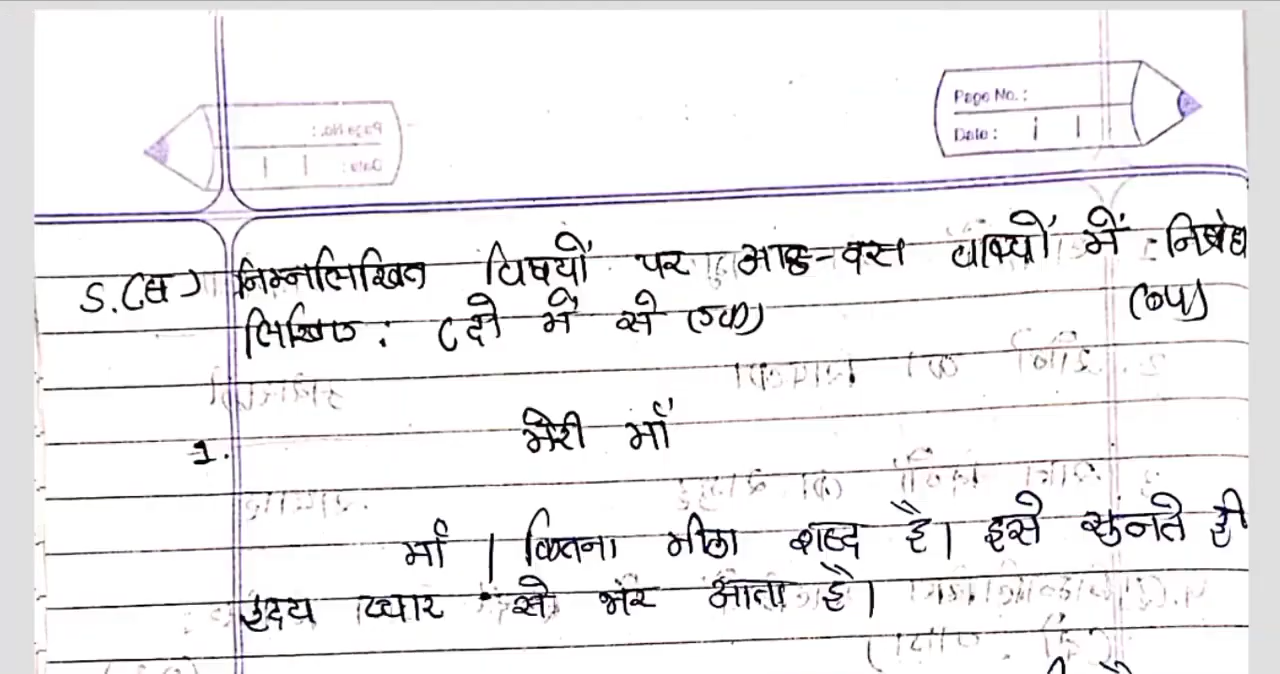 Page No. :
Date :
5. (ब) निम्नलिखित विषयों पर आठ-दस वाक्यों में निबंध
लिखिए : (दो में से एक) (04)
1. मेरी माँ
माँ | कितना मीठा शब्द है। इसे सुनते ही
हृदय प्यार से भर आता है।